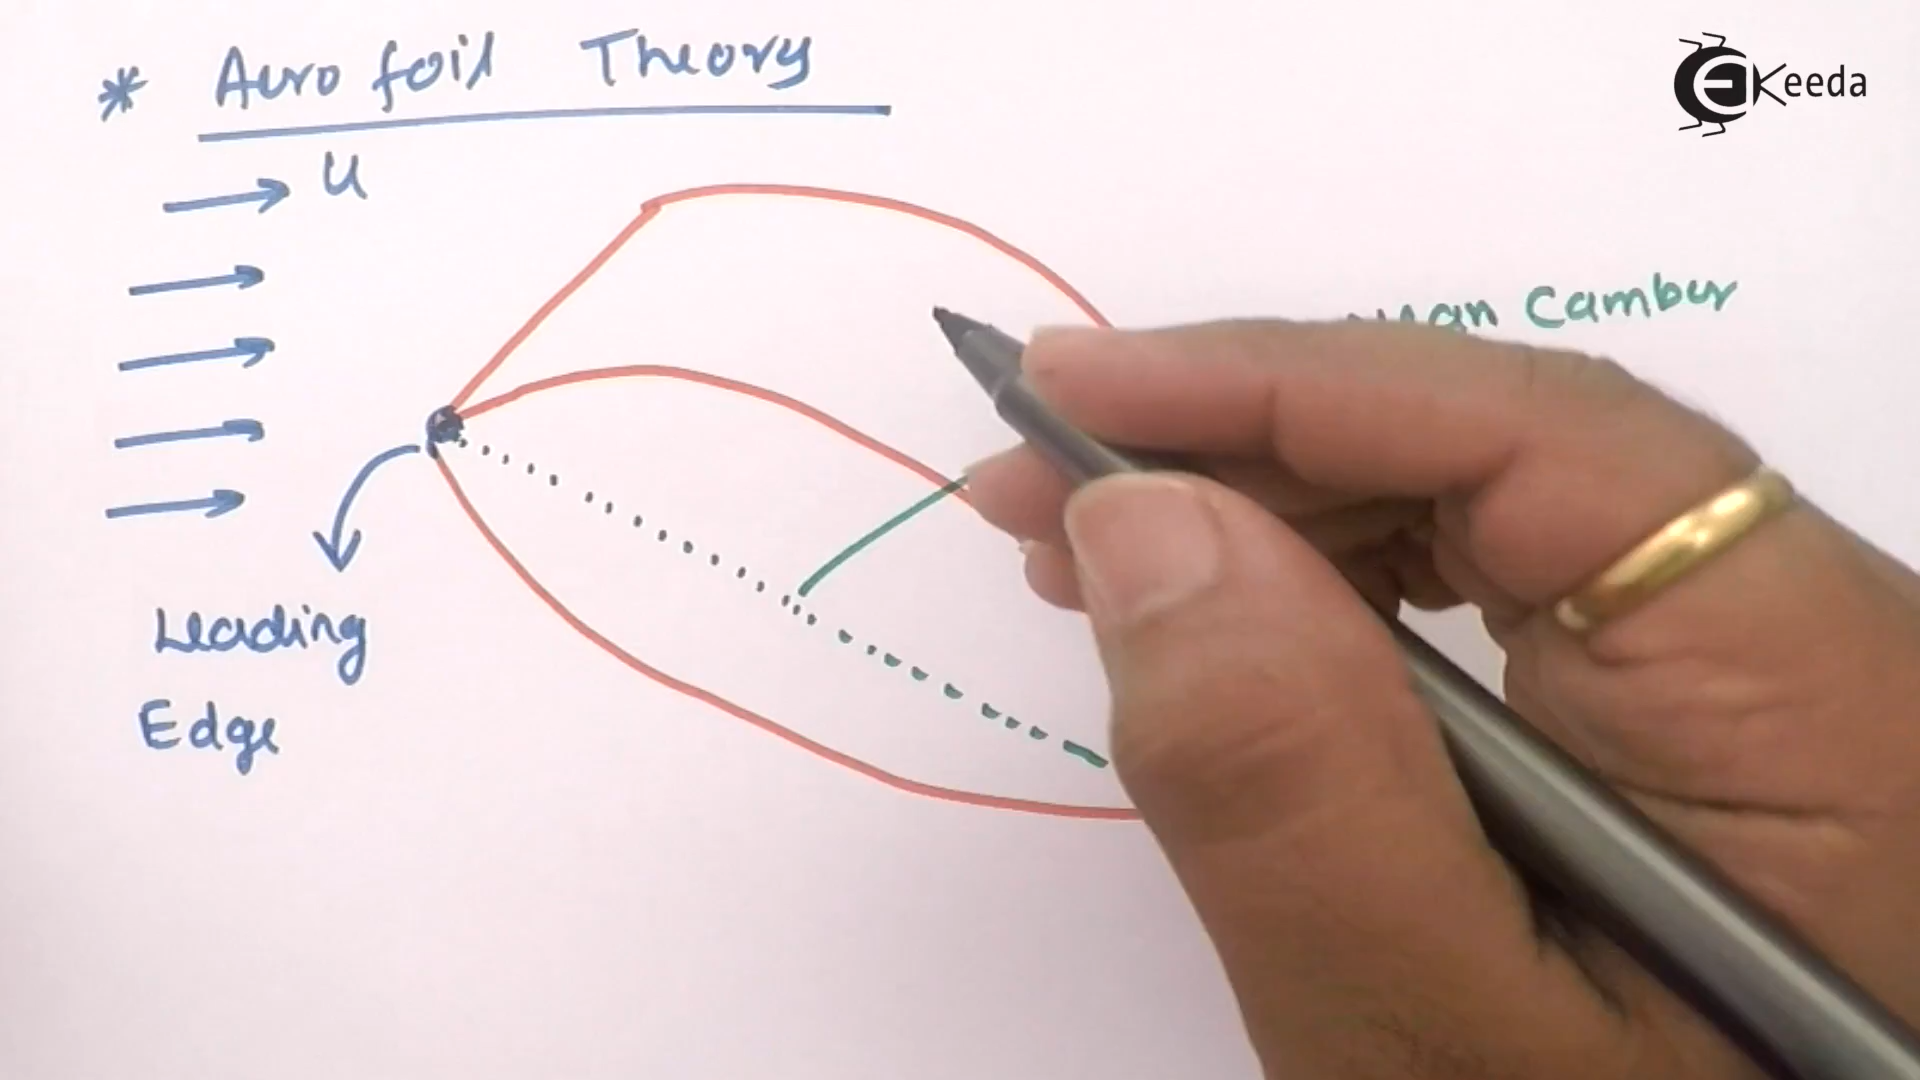 * Aero foil Theory
Keeda
u
Camber
Leading
Edge